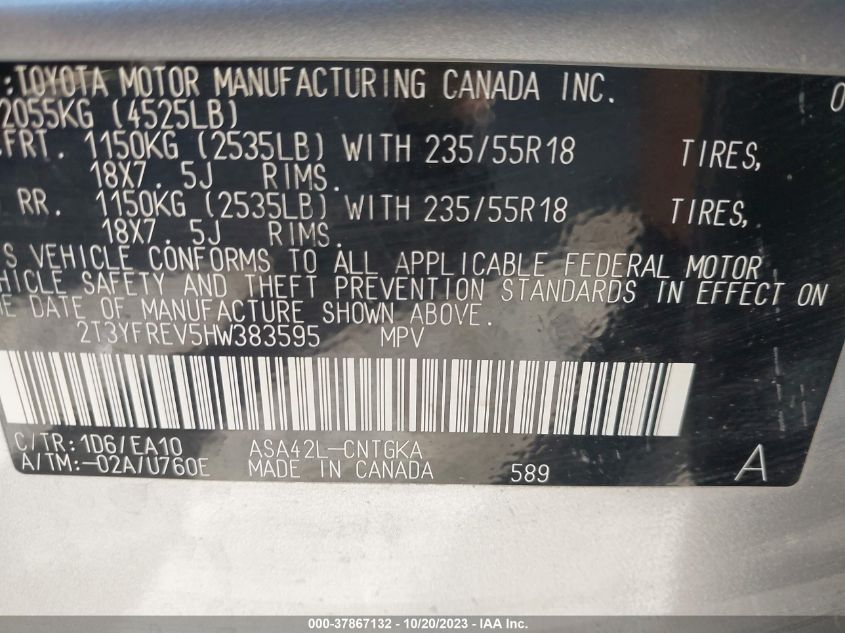 :TOYOTA MOTOR MANUFACTURING CANADA INC. 0
2055KG (4525LB)
FRT. 1150KG (2535LB) WITH 235/55R18 TIRES,
18X7.5J RIMS.
RR. 1150KG (2535LB) WITH 235/55R18 TIRES,
18X7.5J RIMS.
S VEHICLE CONFORMS TO ALL APPLICABLE FEDERAL MOTOR
HICLE SAFETY AND THEFT PREVENTION STANDARDS IN EFFECT ON
E DATE OF MANUFACTURE SHOWN ABOVE.
2T3YFREV5HW383595 MPV
C/TR:1D6/EA10 ASA42L-CNTGKA
A/TM:-02A/U760E MADE IN CANADA 589 A
000-37867132 - 10/20/2023 - IAA Inc.